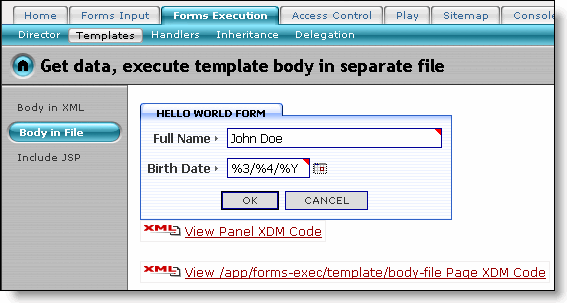 Home Forms Input Forms Execution Access Control Play Sitemap Console
Director Templates Handlers Inheritance Delegation
Get data, execute template body in separate file
Body in XML
Body in File
Include JSP
HELLO WORLD FORM
Full Name John Doe
Birth Date %3/%4/%Y
OK CANCEL
XML View Panel XDM Code
XML View /app/forms-exec/template/body-file Page XDM Code